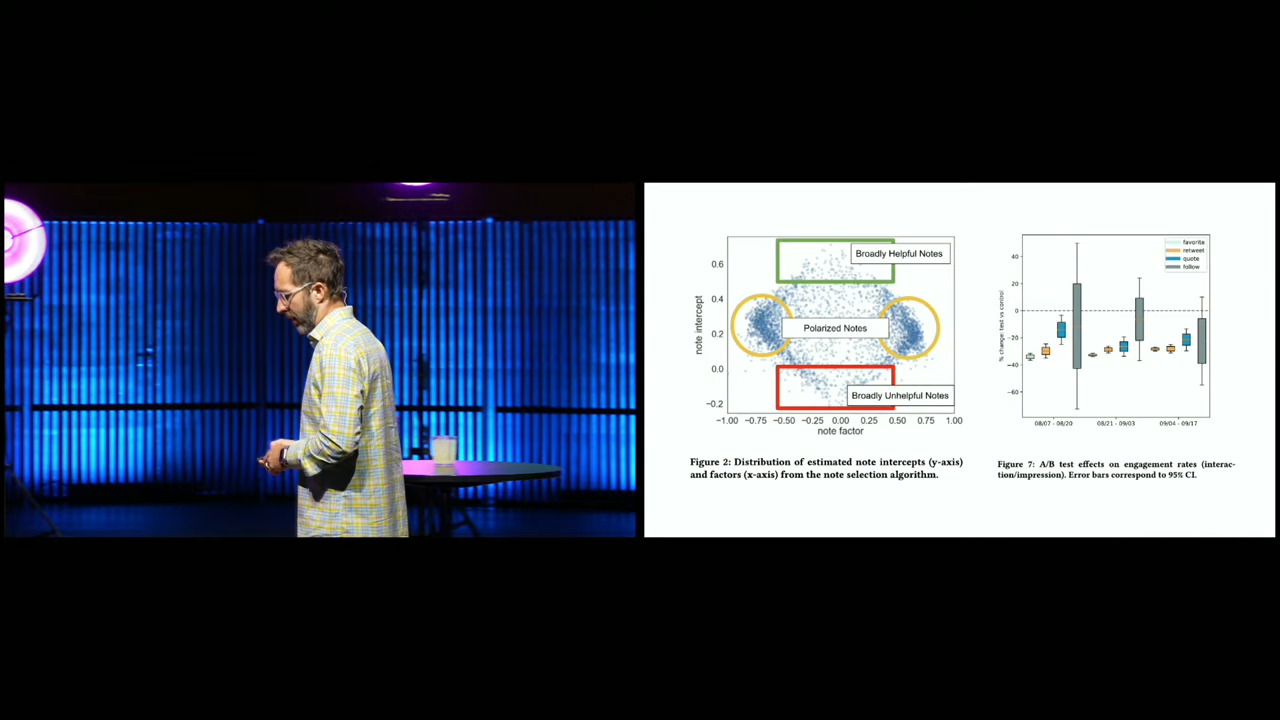 0.6
0.4
0.2
0.0
−0.2
note intercept
−1.00 −0.75 −0.50 −0.25 0.00 0.25 0.50 0.75 1.00
note factor
Broadly Helpful Notes
Polarized Notes
Broadly Unhelpful Notes
Figure 2: Distribution of estimated note intercepts (y-axis)
and factors (x-axis) from the note selection algorithm.
favorite
retweet
quote
follow
40
20
0
−20
−40
−60
% change: test vs control
08/07 - 08/20 08/21 - 09/03 09/04 - 09/17
Figure 7: A/B test effects on engagement rates (interac-
tion/impression). Error bars correspond to 95% CI.